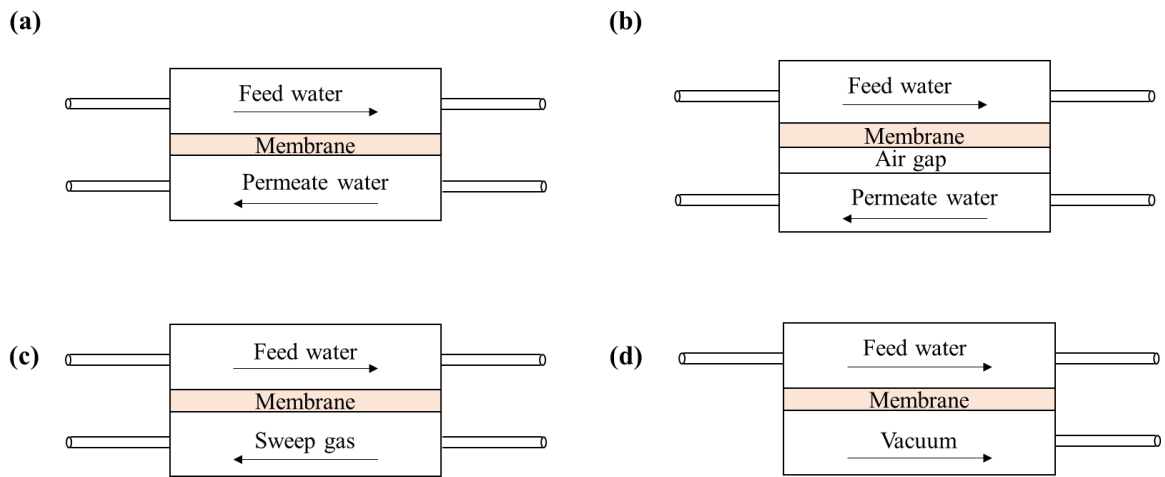 (a)
Feed water
Membrane
Permeate water
(b)
Feed water
Membrane
Air gap
Permeate water
(c)
Feed water
Membrane
Sweep gas
(d)
Feed water
Membrane
Vacuum